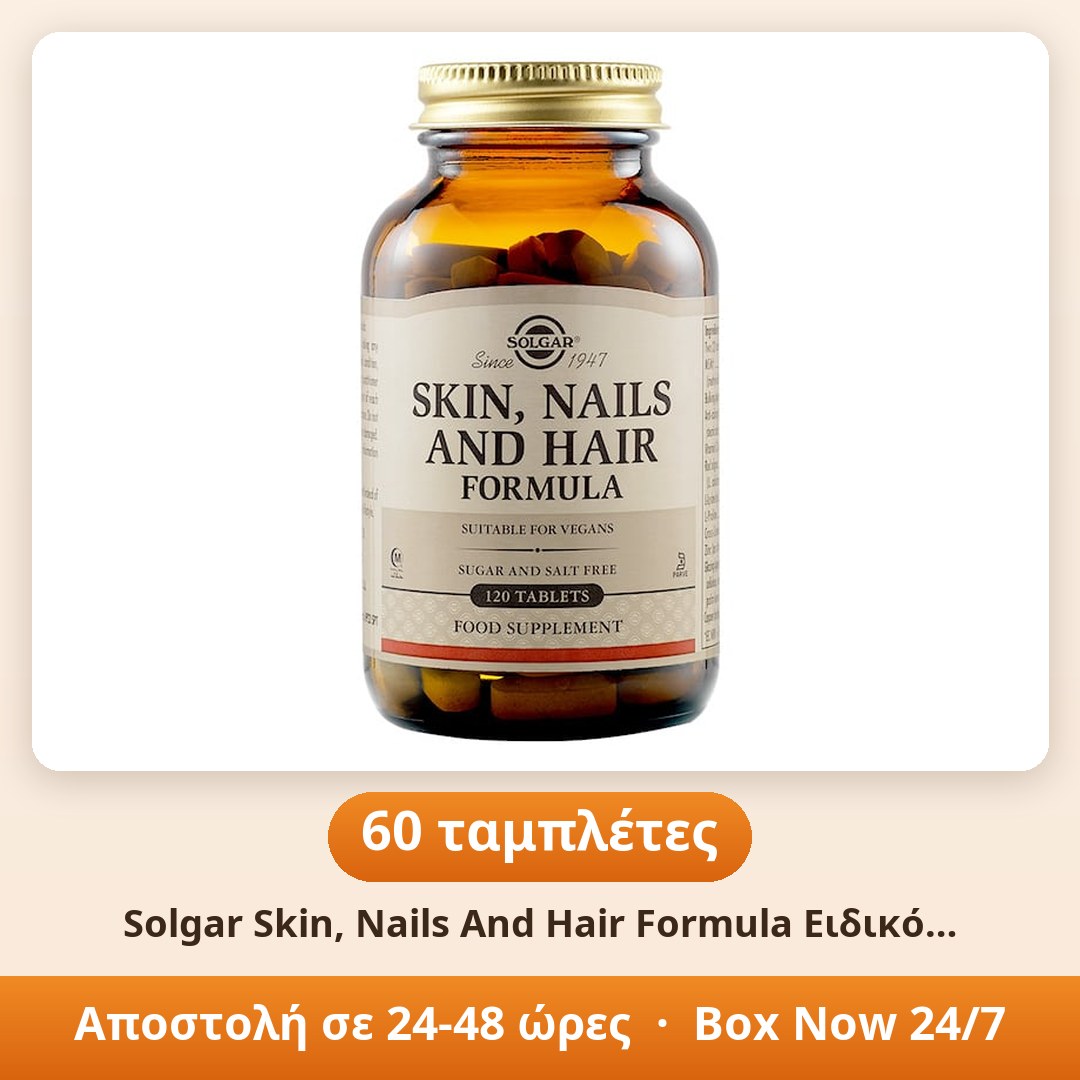 SOLGAR®
Since 1947
SKIN, NAILS
AND HAIR
FORMULA
SUITABLE FOR VEGANS
SUGAR AND SALT FREE
120 TABLETS
FOOD SUPPLEMENT
PARVE
60 ταμπλέτες
Solgar Skin, Nails And Hair Formula Ειδικό...
Αποστολή σε 24-48 ώρες · Box Now 24/7